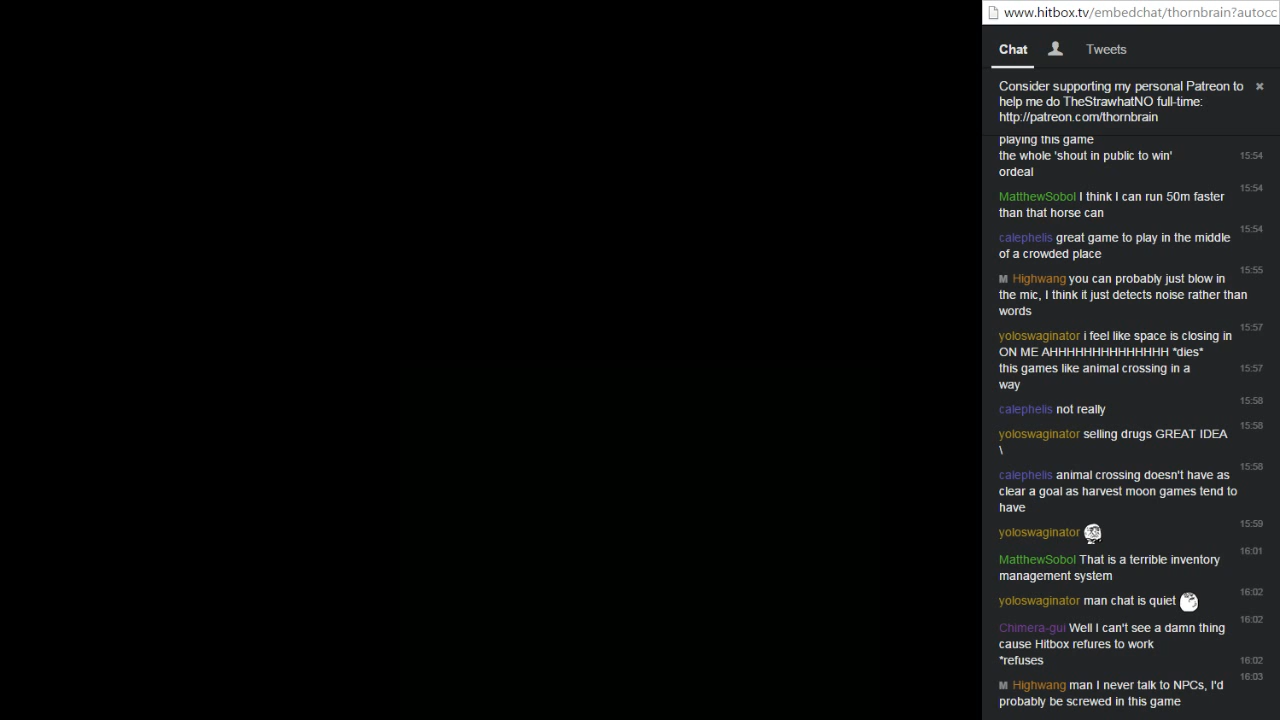 www.hitbox.tv/embedchat/thornbrain?autocc
Chat Tweets
Consider supporting my personal Patreon to
help me do TheStrawhatNO full-time:
http://patreon.com/thornbrain
playing this game
the whole 'shout in public to win' 15:54
ordeal
15:54
MatthewSobol I think I can run 50m faster
than that horse can
15:54
calephelis great game to play in the middle
of a crowded place
15:55
M Highwang you can probably just blow in
the mic, I think it just detects noise rather than
words
15:57
yoloswaginator i feel like space is closing in
ON ME AHHHHHHHHHHHHHH *dies*
this games like animal crossing in a 15:57
way
15:58
calephelis not really
15:58
yoloswaginator selling drugs GREAT IDEA
\
15:58
calephelis animal crossing doesn't have as
clear a goal as harvest moon games tend to
have
15:59
yoloswaginator
16:01
MatthewSobol That is a terrible inventory
management system
16:02
yoloswaginator man chat is quiet
16:02
Chimera-gui Well I can't see a damn thing
cause Hitbox refures to work
*refuses 16:02
16:03
M Highwang man I never talk to NPCs, I'd
probably be screwed in this game